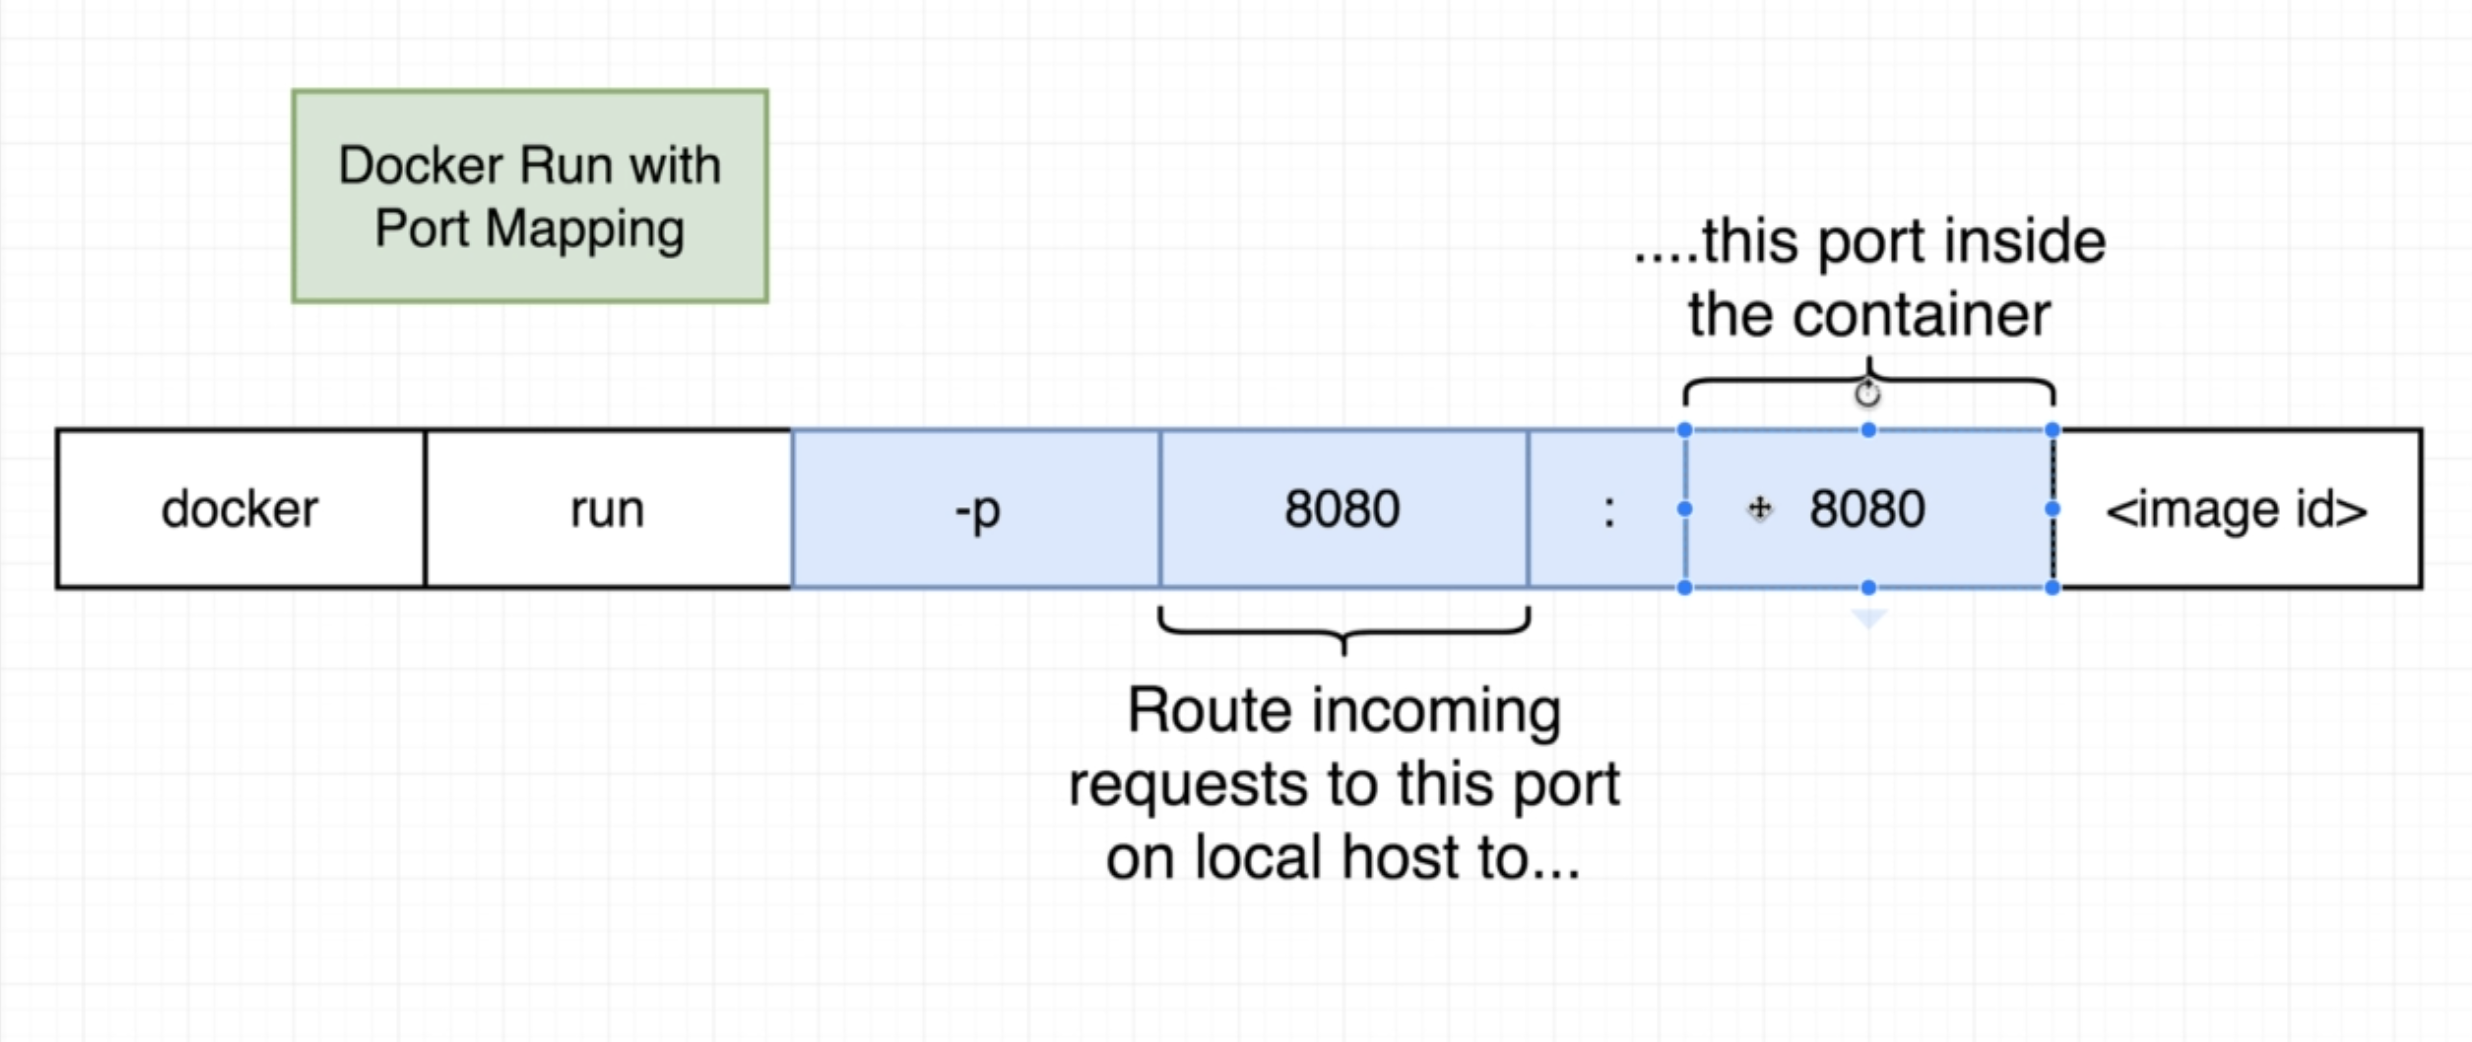 Docker Run with
Port Mapping
....this port inside
the container
docker run -p 8080 : 8080 <image id>
Route incoming
requests to this port
on local host to...